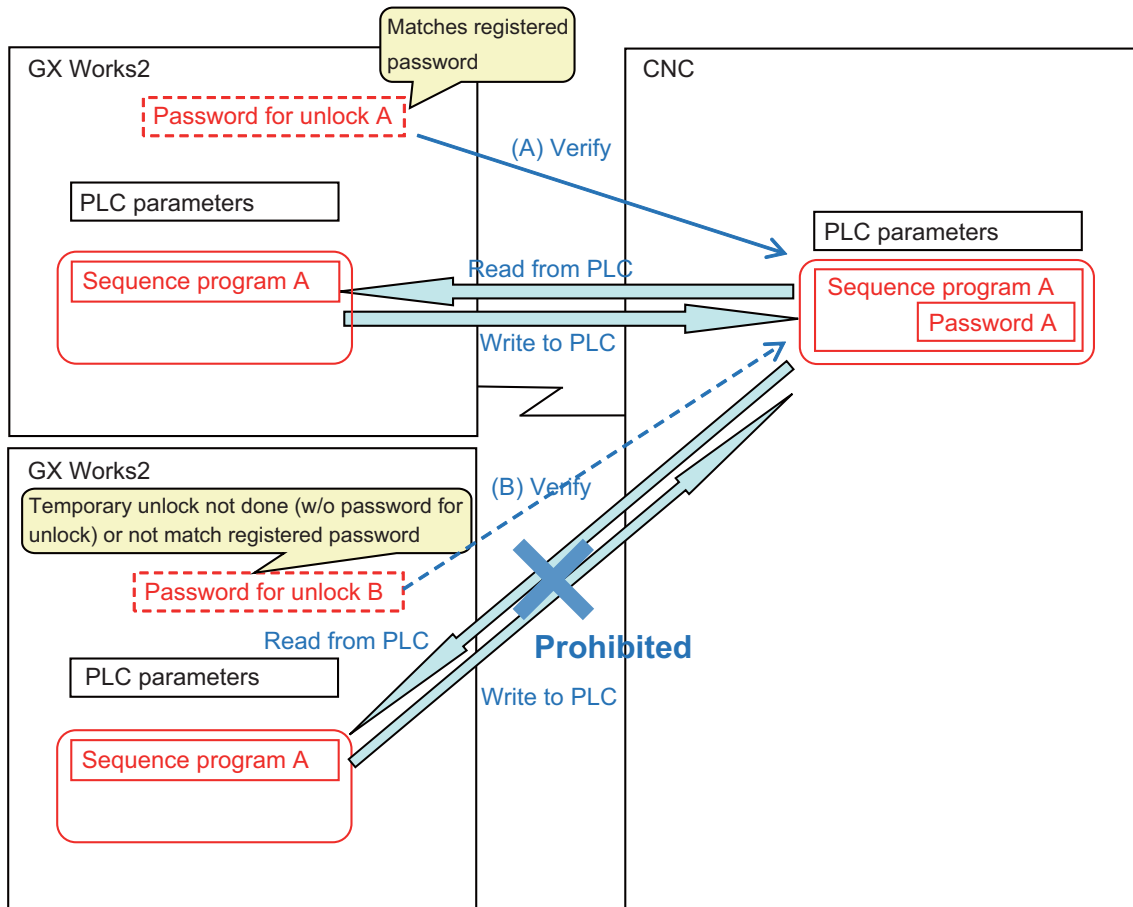 Matches registered
password
GX Works2
CNC
Password for unlock A
(A) Verify
PLC parameters
PLC parameters
Sequence program A
Read from PLC
Sequence program A
Password A
Write to PLC
GX Works2
Temporary unlock not done (w/o password for
unlock) or not match registered password
(B) Verify
Password for unlock B
Read from PLC
Prohibited
PLC parameters
Write to PLC
Sequence program A